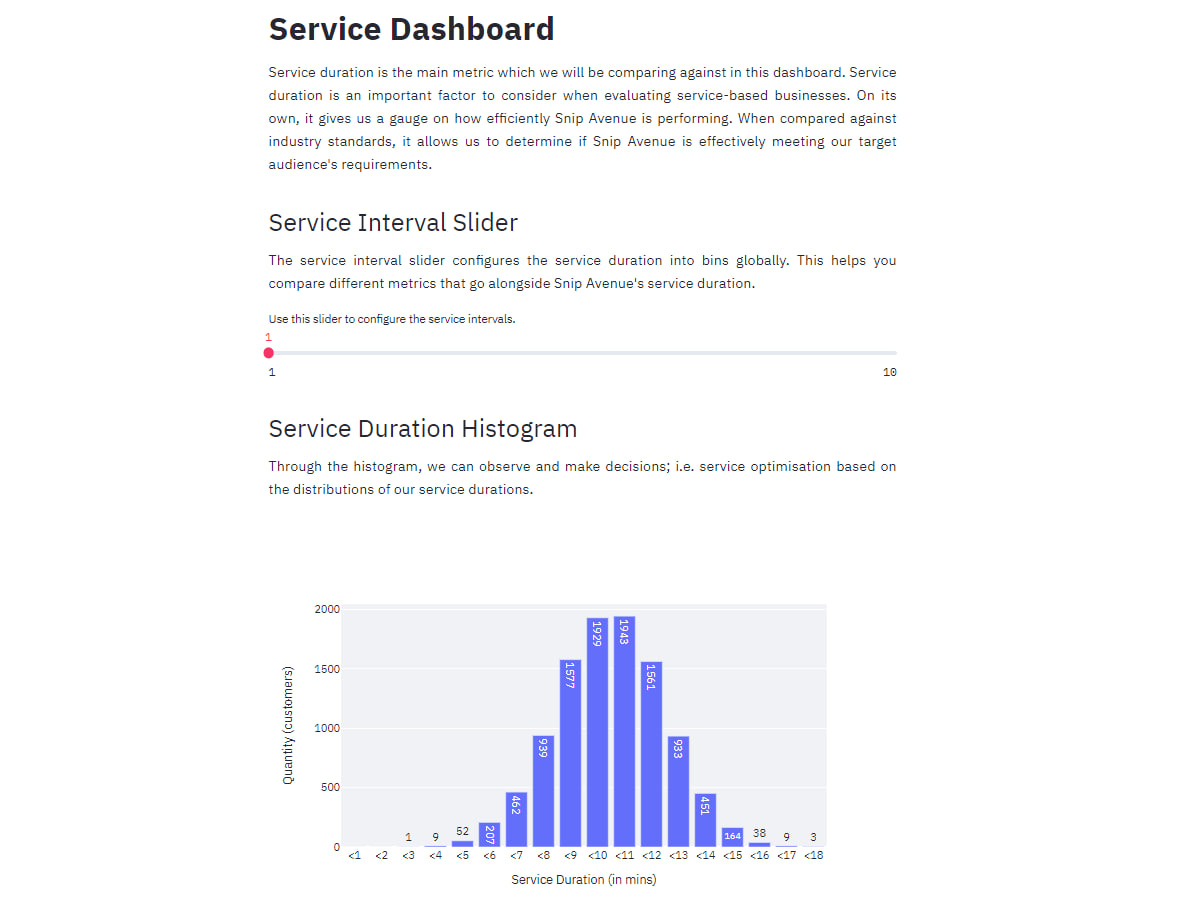 Service Dashboard
Service duration is the main metric which we will be comparing against in this dashboard. Service
duration is an important factor to consider when evaluating service-based businesses. On its
own, it gives us a gauge on how efficiently Snip Avenue is performing. When compared against
industry standards, it allows us to determine if Snip Avenue is effectively meeting our target
audience's requirements.
Service Interval Slider
The service interval slider configures the service duration into bins globally. This helps you
compare different metrics that go alongside Snip Avenue's service duration.
Use this slider to configure the service intervals.
1
1 10
Service Duration Histogram
Through the histogram, we can observe and make decisions; i.e. service optimisation based on
the distributions of our service durations.
Quantity (customers)
2000
1500
1000
500
0
1 9 52 207 462 939 1577 1929 1943 1561 933 451 164 38 9 3
<1 <2 <3 <4 <5 <6 <7 <8 <9 <10 <11 <12 <13 <14 <15 <16 <17 <18
Service Duration (in mins)